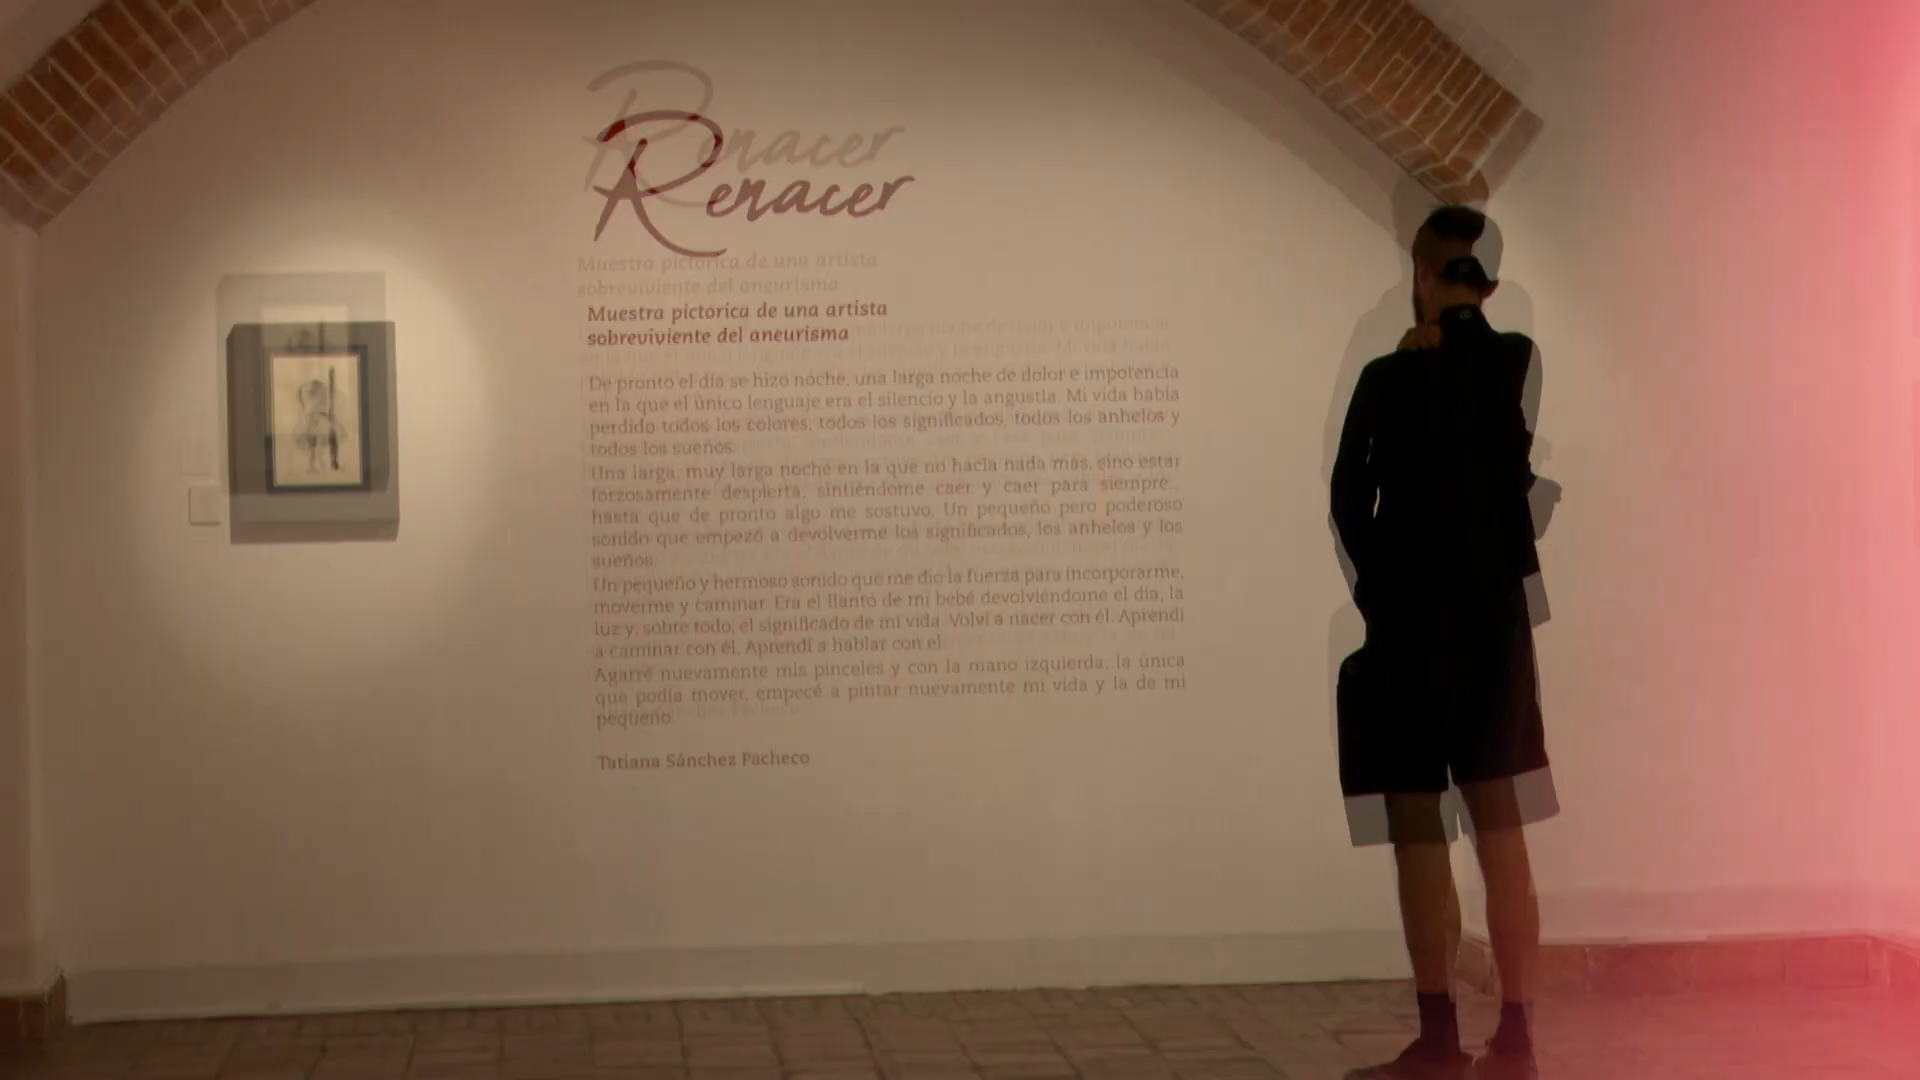 Renacer
Muestra pictórica de una artista
sobreviviente del aneurisma
De pronto el día se hizo noche, una larga noche de dolor e impotencia
en la que el único lenguaje era el silencio y la angustia. Mi vida había
perdido todos los colores, todos los significados, todos los anhelos y
todos los sueños.
Una larga, muy larga noche en la que no hacía nada más, sino estar
forzosamente despierta, sintiéndome caer y caer para siempre...
hasta que de pronto algo me sostuvo. Un pequeño pero poderoso
sonido que empezó a devolverme los significados, los anhelos y los
sueños.
Un pequeño y hermoso sonido que me dio la fuerza para incorporarme,
moverme y caminar. Era el llanto de mi bebé devolviéndome el día, la
luz y, sobre todo, el significado de mi vida. Volví a nacer con él. Aprendí
a caminar con él. Aprendí a hablar con él.
Agarré nuevamente mis pinceles y con la mano izquierda, la única
que podía mover, empecé a pintar nuevamente mi vida y la de mi
pequeño.
Tatiana Sánchez Pacheco